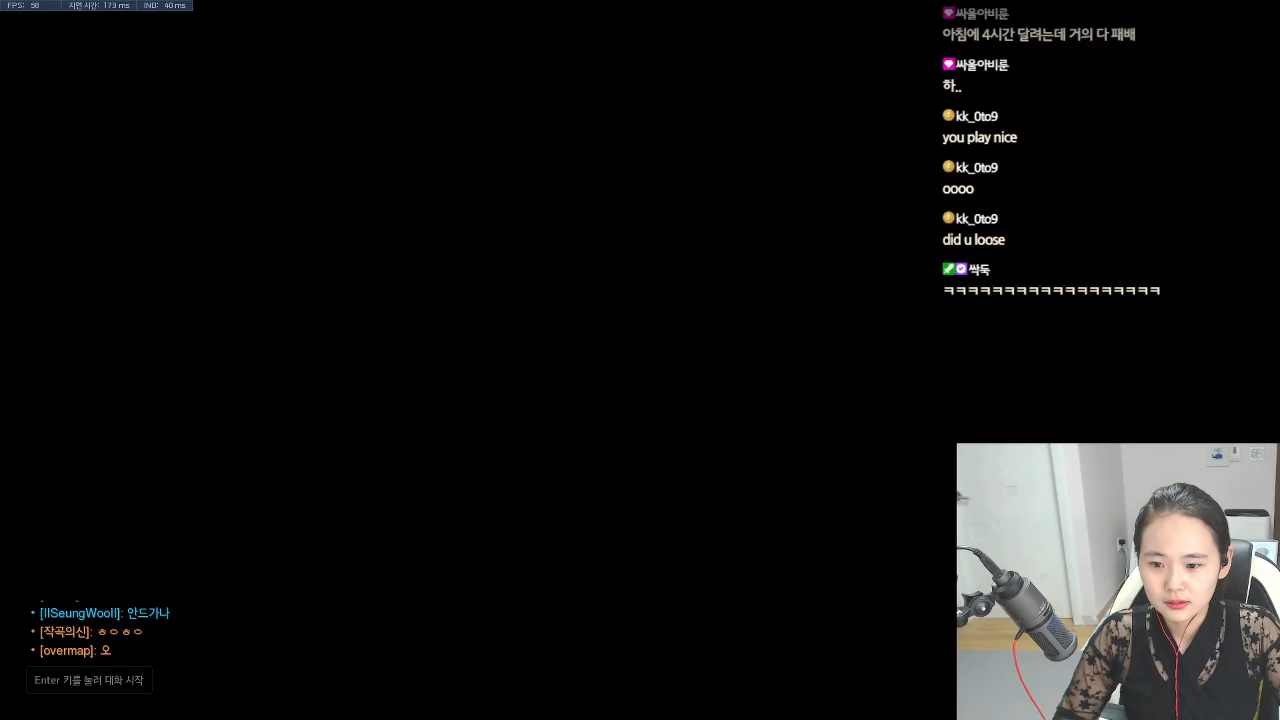 FPS: 58 지연 시간: 173 ms IND: 40 ms
싸울아비룬
아침에 4시간 달려는데 거의 다 패배
싸울아비룬
하..
kk_0to9
you play nice
kk_0to9
oooo
kk_0to9
did u loose
싹둑
ㅋㅋㅋㅋㅋㅋㅋㅋㅋㅋㅋㅋㅋㅋㅋㅋㅋㅋ
• [IISeungWooII]: 안드가나
• [작곡의신]: ㅎㅇㅎㅇ
• [overmap]: 오
Enter 키를 눌러 대화 시작